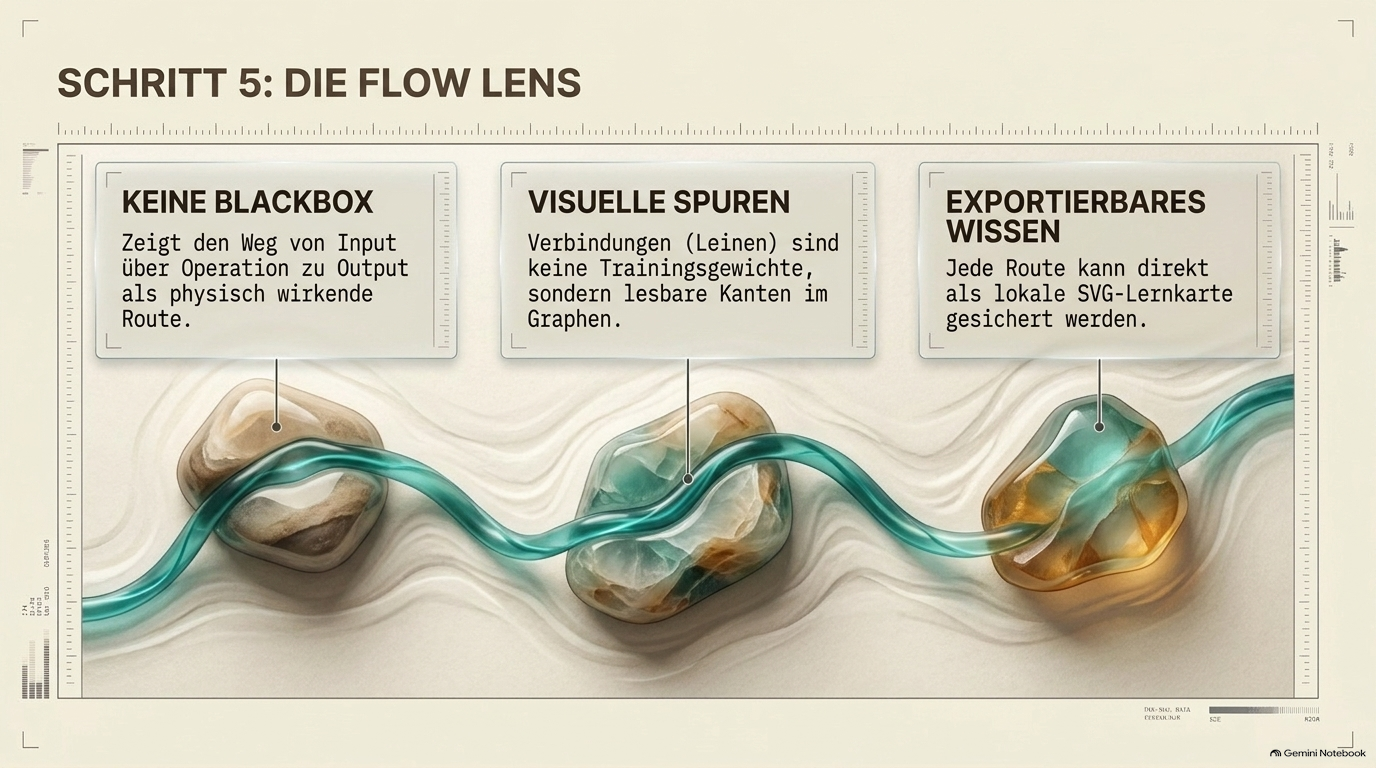 SCHRITT 5: DIE FLOW LENS
KEINE BLACKBOX
Zeigt den Weg von Input
über Operation zu Output
als physisch wirkende
Route.
VISUELLE SPUREN
Verbindungen (Leinen) sind
keine Trainingsgewichte,
sondern lesbare Kanten im
Graphen.
EXPORTIERBARES
WISSEN
Jede Route kann direkt
als lokale SVG-Lernkarte
gesichert werden.
Gemini Notebook